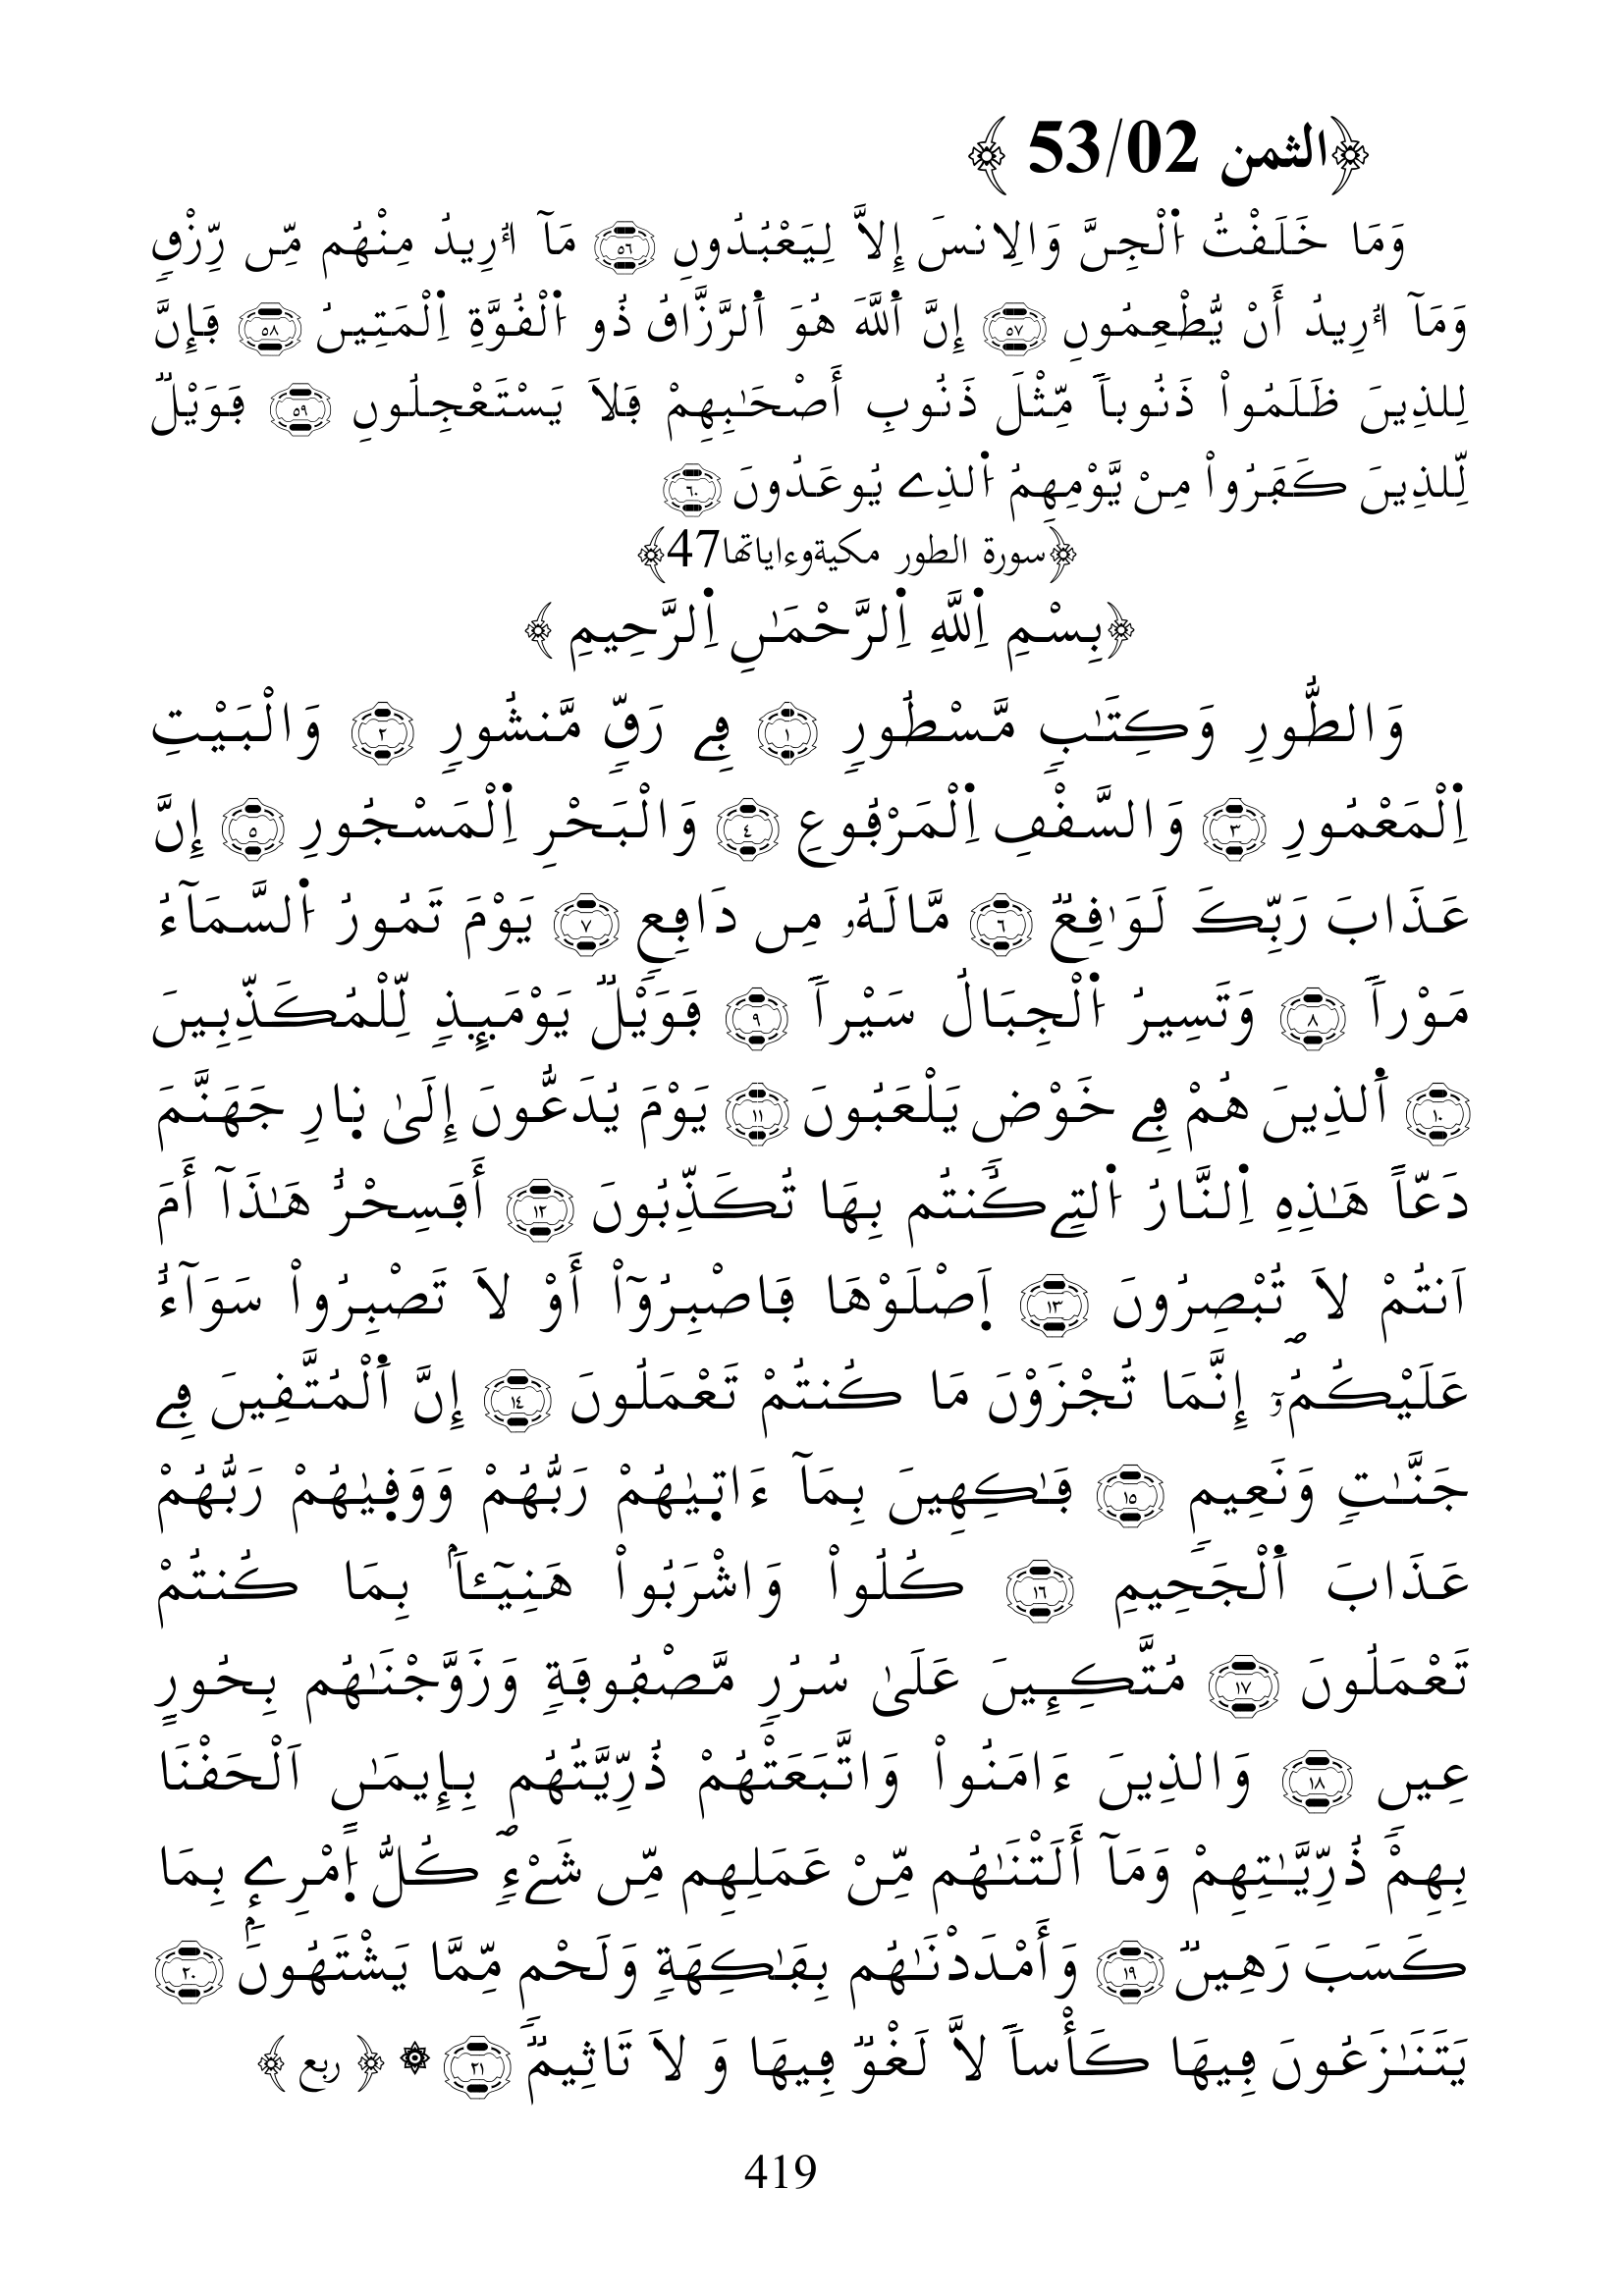 ﴿الثمن 53/02 ﴾
وَمَا خَلَفْتُ اُ۬لْجِنَّ وَالِانسَ إِلاَّ لِيَعْبُدُونِ ٥٦ مَآ أُرِيدُ مِنْهُم مِّن رِّزْقٖ
وَمَآ أُرِيدُ أَنْ يُّطْعِمُونِ ٥٧ إِنَّ اَ۬للَّهَ هُوَ اَ۬لرَّزَّاقُ ذُو اُ۬لْقُوَّةِ اِ۬لْمَتِينُ ٥٨ فَإِنَّ
لِلذِينَ ظَلَمُواْ ذَنُوباٗ مِّثْلَ ذَنُوبِ أَصْحَٰبِهِمْ فَلاَ يَسْتَعْجِلُونِ ٥٩ فَوَيْلٞ
لِّلذِينَ كَفَرُواْ مِنْ يَّوْمِهِمُ اُ۬لذِے يُوعَدُونَ ٦٠
﴿سورة الطور مكيةوءاياتها47﴾
﴿بِسْمِ اِ۬للَّهِ اِ۬لرَّحْمَٰنِ اِ۬لرَّحِيمِ ﴾
وَالطُّورِ وَكِتَٰبٖ مَّسْطُورٖ ١ فِے رَقّٖ مَّنشُورٖ ٢ وَالْبَيْتِ
اِ۬لْمَعْمُورِ ٣ وَالسَّقْفِ اِ۬لْمَرْفُوعِ ٤ وَالْبَحْرِ اِ۬لْمَسْجُورِ ٥ إِنَّ
عَذَابَ رَبِّكَ لَوَٰقِعٞ ٦ مَّالَهُۥ مِن دَافِعٖ ٧ يَوْمَ تَمُورُ اُ۬لسَّمَآءُ
مَوْراٗ ٨ وَتَسِيرُ اُ۬لْجِبَالُ سَيْراٗ ٩ فَوَيْلٞ يَوْمَئِذٖ لِّلْمُكَذِّبِينَ
١٠ اَ۬لذِينَ هُمْ فِے خَوْضٖ يَلْعَبُونَ ١١ يَوْمَ يُدَعُّونَ إِلَىٰ نٖارِ جَهَنَّمَ
دَعّاً هَٰذِهِ اِ۬لنَّارُ اُ۬لتِے كُنتُم بِهَا تُكَذِّبُونَ ١٢ أَفَسِحْرٌ هَٰذَآ أَمَ
اَنتُمْ لاَ تُبْصِرُونَ ١٣ اَ۪صْلَوْهَا فَاصْبِرُوٓاْ أَوْ لاَ تَصْبِرُواْ سَوَآءٌ
عَلَيْكُمُۥٓ إِنَّمَا تُجْزَوْنَ مَا كُنتُمْ تَعْمَلُونَ ١٤ إِنَّ اَ۬لْمُتَّقِينَ فِے
جَنَّٰتٖ وَنَعِيمٖ ١٥ فَٰكِهِينَ بِمَآ ءَات۪يٰهُمْ رَبُّهُمْ وَوَق۪يٰهُمْ رَبُّهُمْ
عَذَابَ اَ۬لْجَحِيمِ ١٦ كُلُواْ وَاشْرَبُواْ هَنِيٓـٔاَۢ بِمَا كُنتُمْ
تَعْمَلُونَ ١٧ مُتَّكِـِٕينَ عَلَىٰ سُرُرٖ مَّصْفُوفَةٖ وَزَوَّجْنَٰهُم بِحُورٍ
عِينٖ ١٨ وَالذِينَ ءَامَنُواْ وَاتَّبَعَتْهُمْ ذُرِّيَّتُهُم بِإِيمَٰنٍ اَلْحَقْنَا
بِهِمْ ذُرِّيَّٰتِهِمْ وَمَآ أَلَتْنَٰهُم مِّنْ عَمَلِهِم مِّن شَےْءٖ كُلُّ اُ۪مْرِےِٕۢ بِمَا
كَسَبَ رَهِينٞ ١٩ وَأَمْدَدْنَٰهُم بِفَٰكِهَةٖ وَلَحْمٖ مِّمَّا يَشْتَهُونَ ٢٠
يَتَنَٰزَعُونَ فِيهَا كَأْساٗ لاَّ لَغْوٞ فِيهَا وَ لاَ تَاثِيمٞ ٢١ ۞ ﴿ ربع ﴾
419